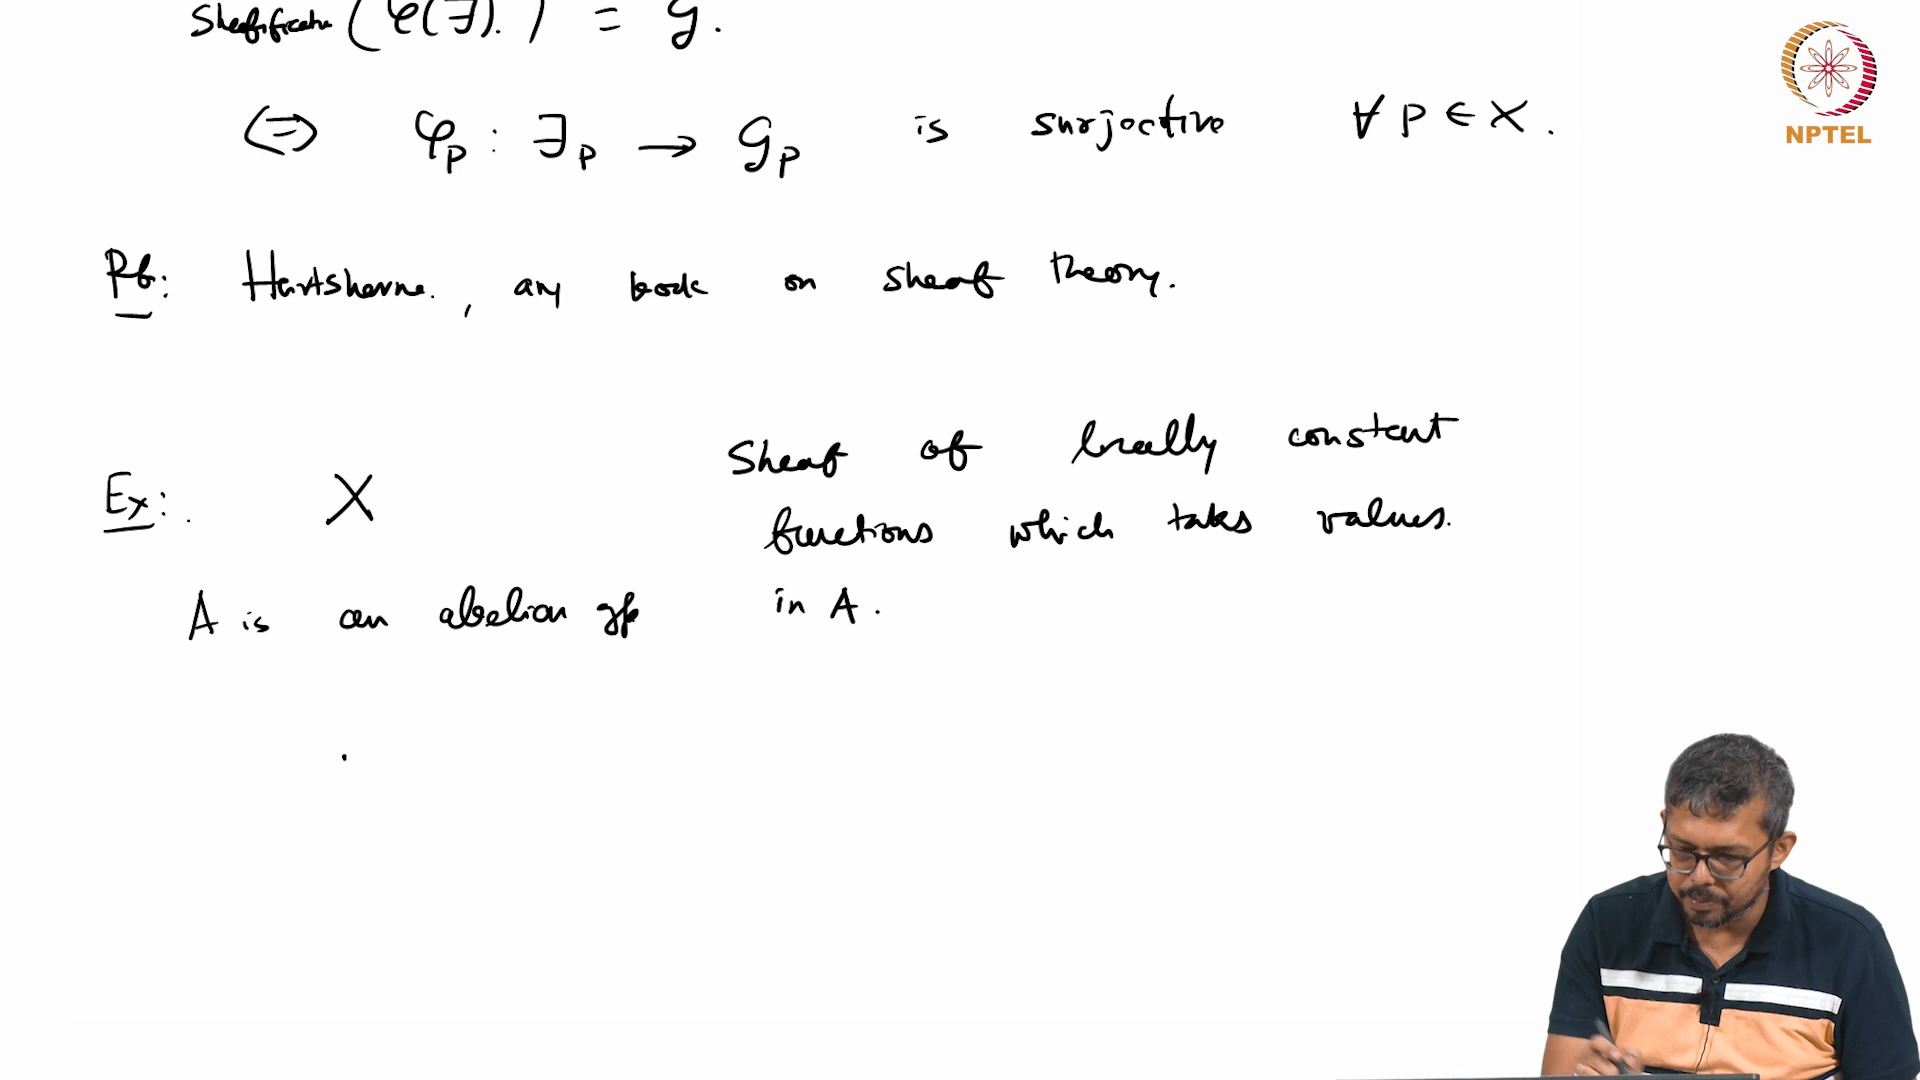 Sheafification (φ(ℱ).) = 𝒢.
⇔ φ_p : ℱ_p → 𝒢_p is surjective ∀ p ∈ X.
Pf: Hartshorne, any book on sheaf theory.
Ex: X
Sheaf of locally constant
functions which takes values.
in A.
A is an abelian gp
NPTEL